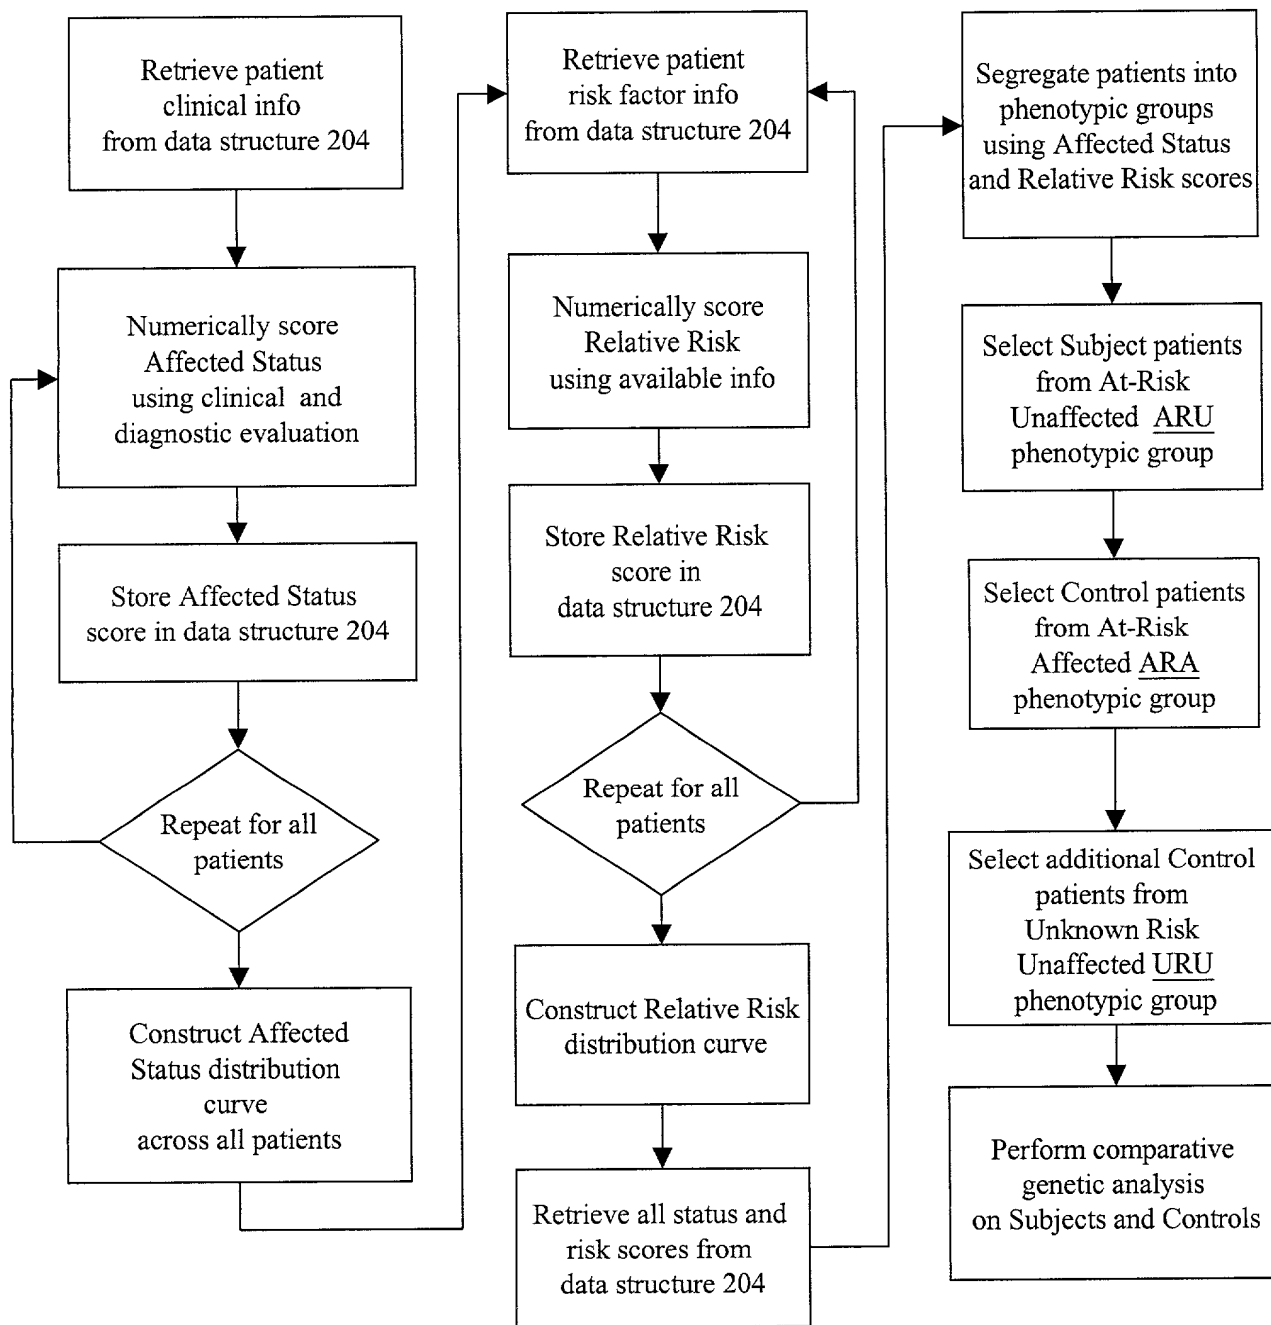 Retrieve patient
clinical info
from data structure 204
Numerically score
Affected Status
using clinical and
diagnostic evaluation
Store Affected Status
score in data structure 204
Repeat for all
patients
Construct Affected
Status distribution
curve
across all patients
Retrieve patient
risk factor info
from data structure 204
Numerically score
Relative Risk
using available info
Store Relative Risk
score in
data structure 204
Repeat for all
patients
Construct Relative Risk
distribution curve
Retrieve all status and
risk scores from
data structure 204
Segregate patients into
phenotypic groups
using Affected Status
and Relative Risk scores
Select Subject patients
from At-Risk
Unaffected ARU
phenotypic group
Select Control patients
from At-Risk
Affected ARA
phenotypic group
Select additional Control
patients from
Unknown Risk
Unaffected URU
phenotypic group
Perform comparative
genetic analysis
on Subjects and Controls